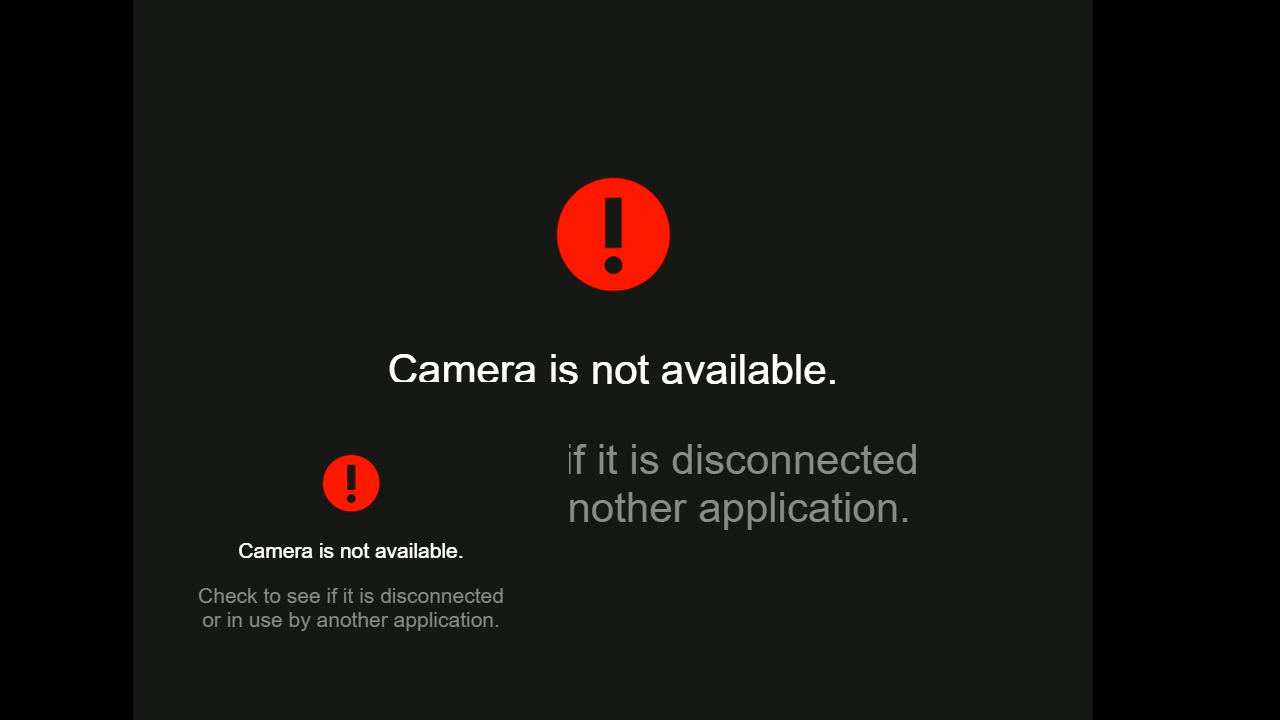 Camera is not available.
if it is disconnected
nother application.
Camera is not available.
Check to see if it is disconnected
or in use by another application.